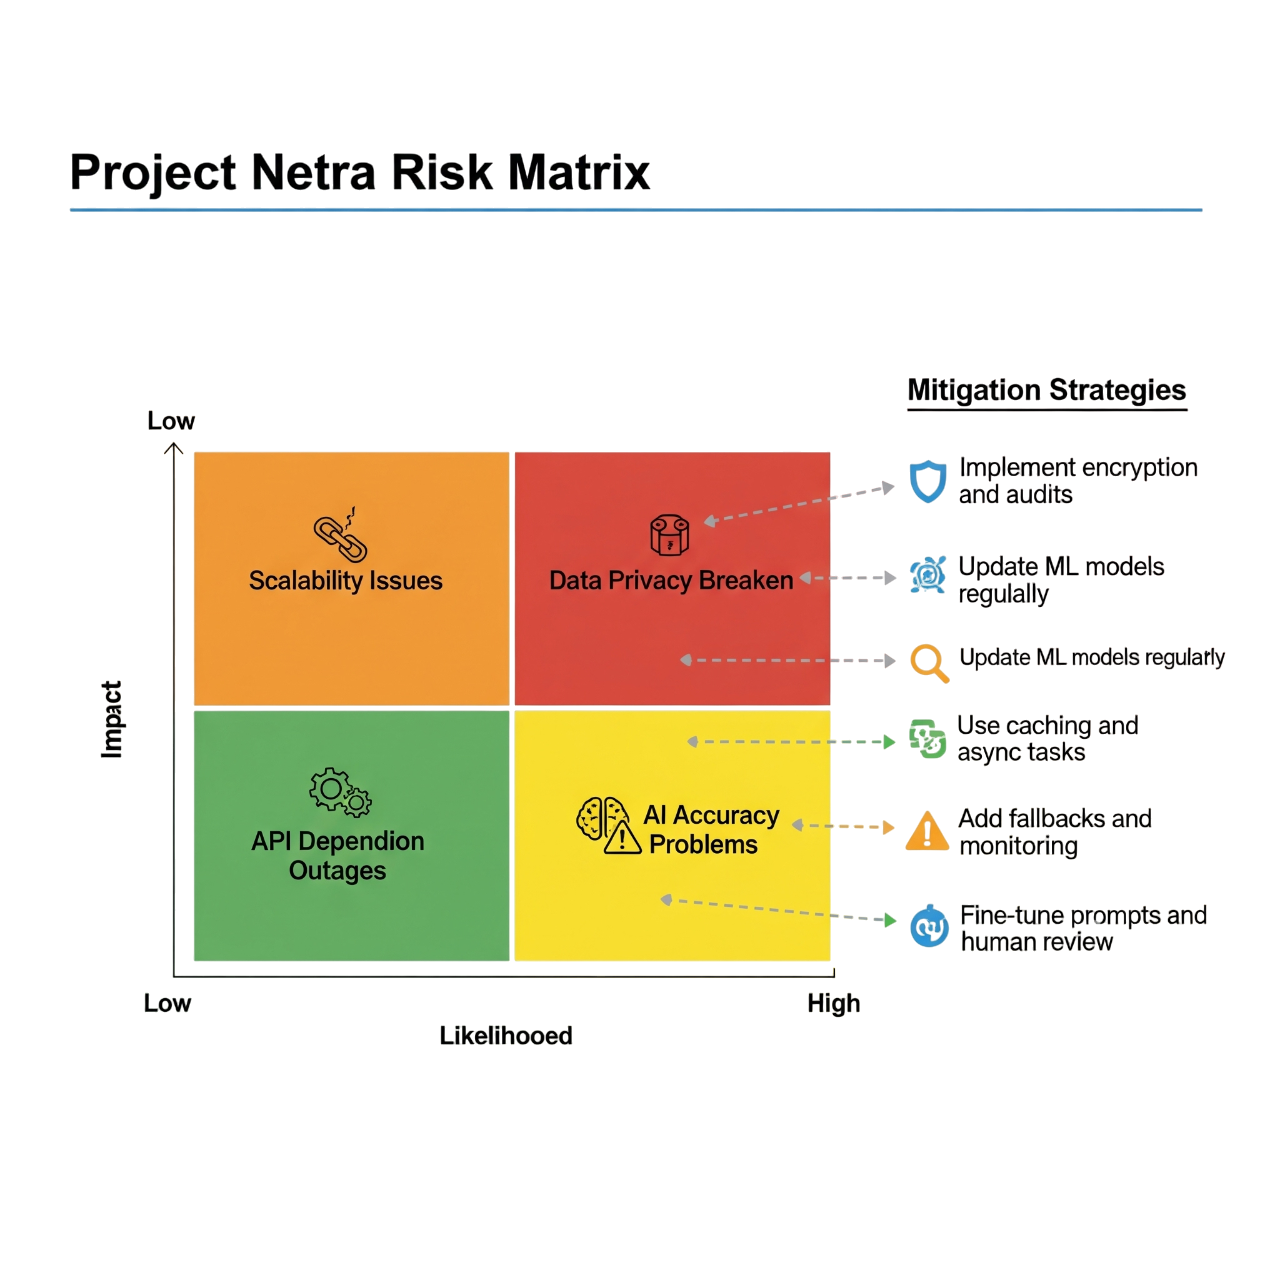 Project Netra Risk Matrix
Mitigation Strategies
Low
Implement encryption
and audits
Scalability Issues
Data Privacy Breaken
Update ML models
regulally
Update ML models regularly
Impact
Use caching and
async tasks
API Dependion
Outages
AI Accuracy
Problems
Add fallbacks and
monitoring
Fine-tune prompts and
human review
Low
High
Likelihooed